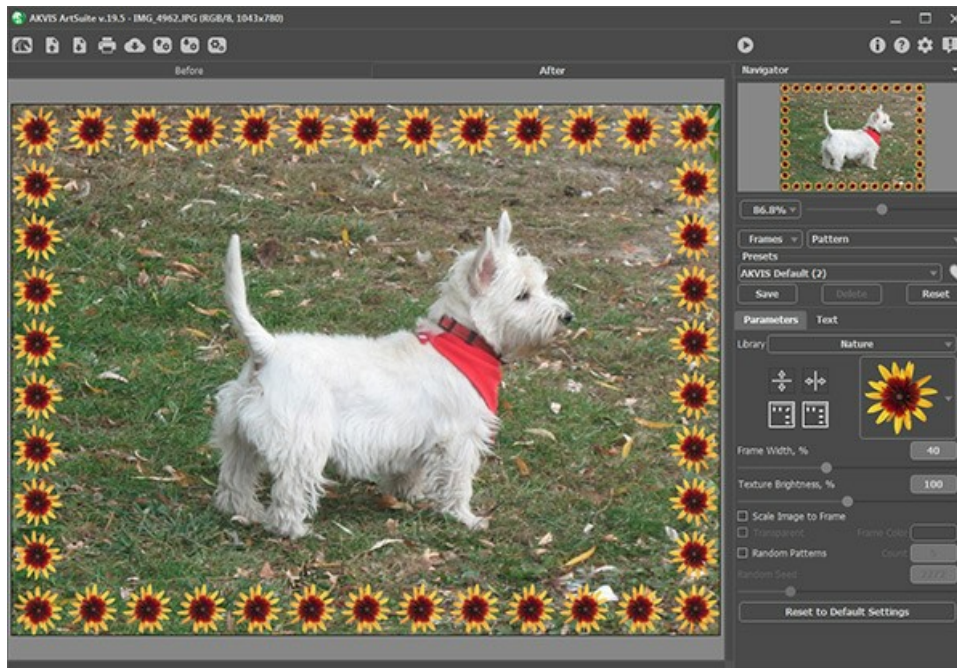 AKVIS ArtSuite v.19.5 - IMG_4962.JPG (RGB/8, 1043x780)
Before
After
Navigator
86.8%
Frames
Pattern
Presets
AKVIS Default (2)
Save
Delete
Reset
Parameters
Text
Library
Nature
Frame Width, %
40
Texture Brightness, %
100
Scale Image to Frame
Transparent
Frame Color
Random Patterns
Count
5
Random Seed
Reset to Default Settings